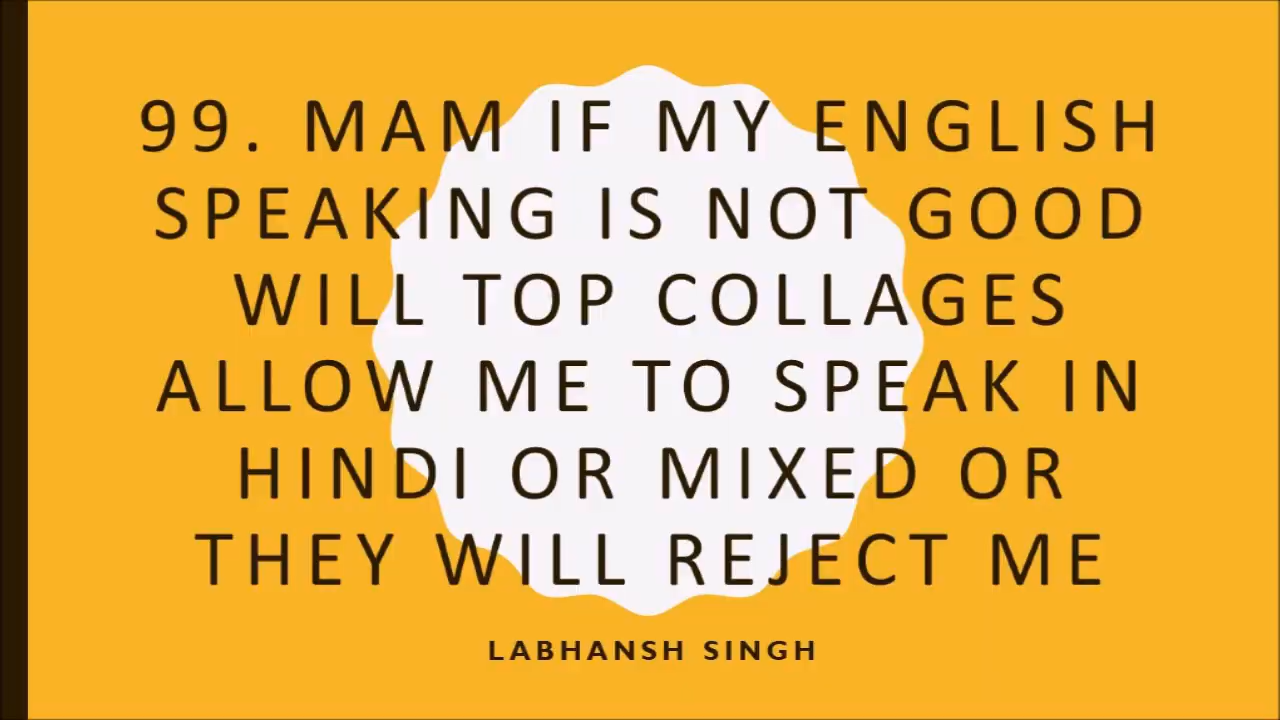 99. MAM IF MY ENGLISH
SPEAKING IS NOT GOOD
WILL TOP COLLAGES
ALLOW ME TO SPEAK IN
HINDI OR MIXED OR
THEY WILL REJECT ME
LABHANSH SINGH